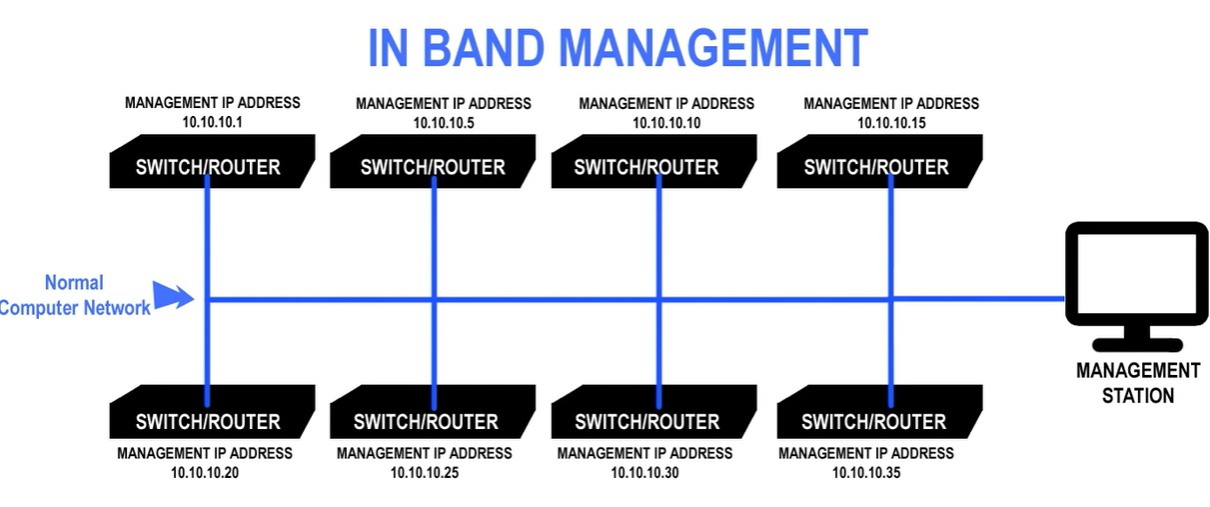 IN BAND MANAGEMENT
MANAGEMENT IP ADDRESS
10.10.10.1
MANAGEMENT IP ADDRESS
10.10.10.5
MANAGEMENT IP ADDRESS
10.10.10.10
MANAGEMENT IP ADDRESS
10.10.10.15
SWITCH/ROUTER
SWITCH/ROUTER
SWITCH/ROUTER
SWITCH/ROUTER
Normal
Computer Network
MANAGEMENT
STATION
SWITCH/ROUTER
SWITCH/ROUTER
SWITCH/ROUTER
SWITCH/ROUTER
MANAGEMENT IP ADDRESS
10.10.10.20
MANAGEMENT IP ADDRESS
10.10.10.25
MANAGEMENT IP ADDRESS
10.10.10.30
MANAGEMENT IP ADDRESS
10.10.10.35